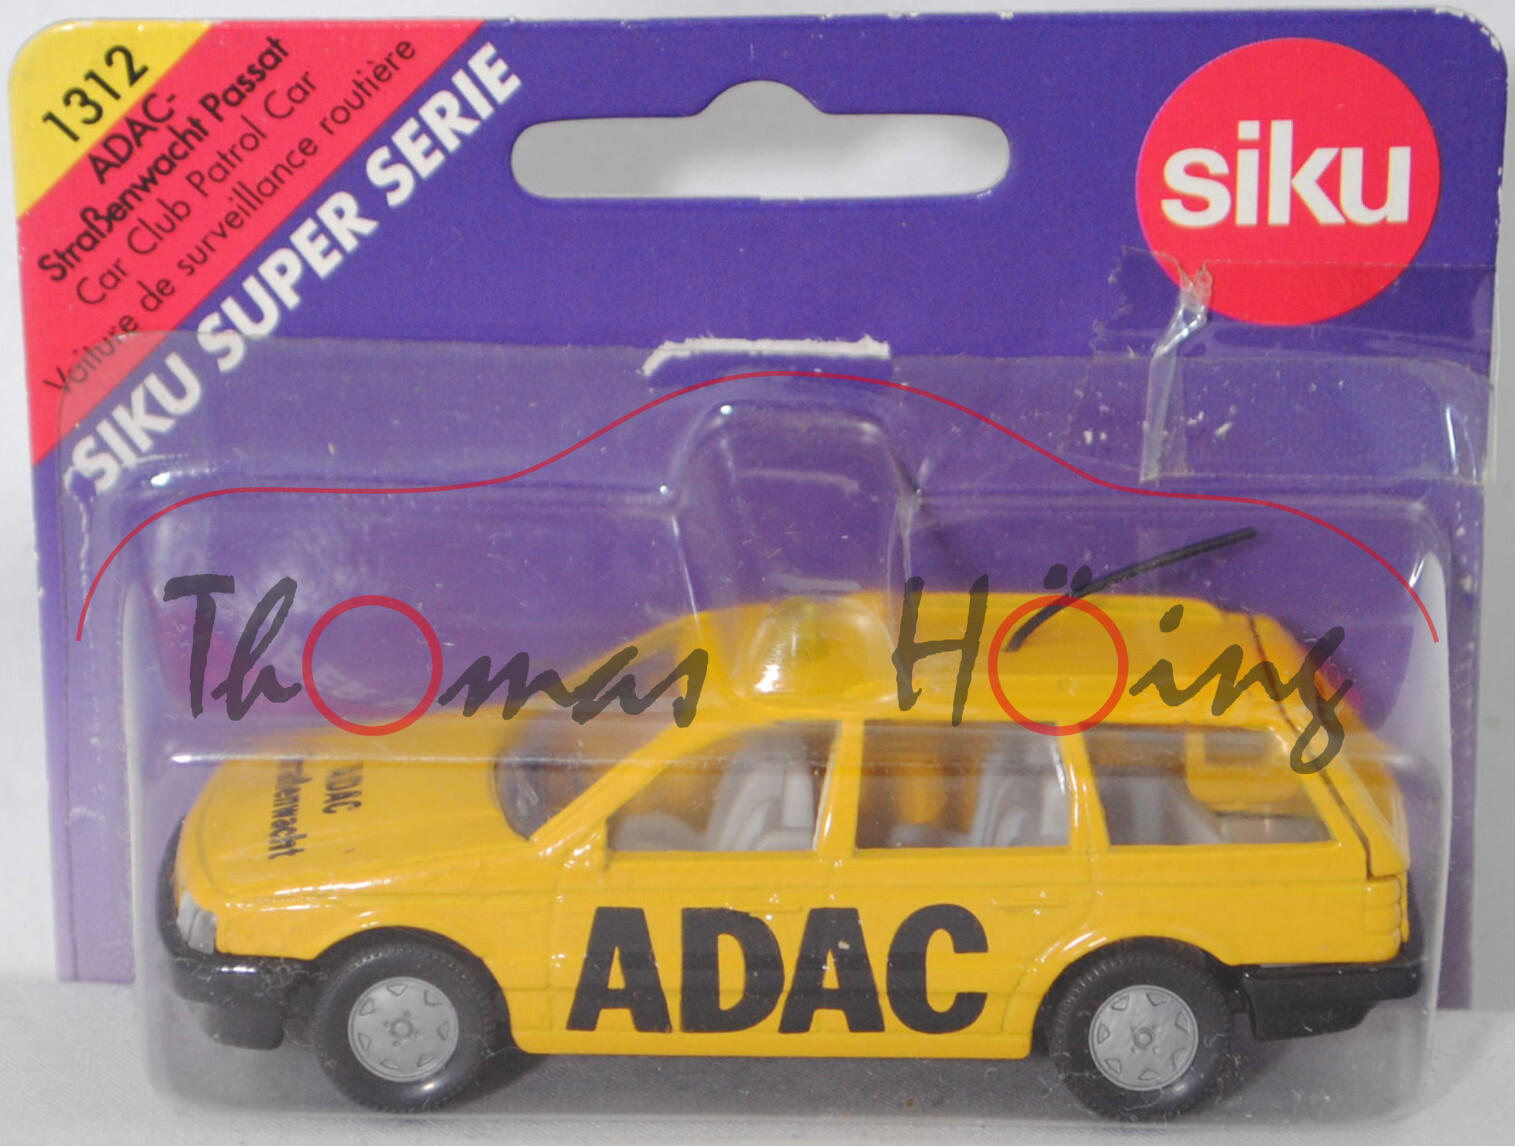 1312
ADAC-
Straßenwacht Passat
Car Club Patrol Car
Voiture de surveillance routière
SIKU SUPER SERIE
siku
Thomas Höing
ADAC
ADAC